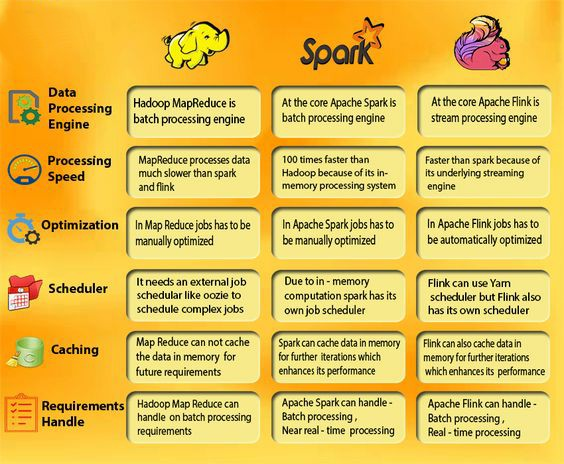 Spark
Data
Processing
Engine
Hadoop MapReduce is
batch processing engine
At the core Apache Spark is
batch processing engine
At the core Apache Flink is
stream processing engine
Processing
Speed
MapReduce processes data
much slower than spark
and flink
100 times faster than
Hadoop because of its in-
memory processing system
Faster than spark because of
its underlying streaming
engine
Optimization
In Map Reduce jobs has to be
manually optimized
In Apache Spark jobs has to
be manually optimized
In Apache Flink jobs has to
be automatically optimized
Scheduler
It needs an external job
schedular like oozie to
schedule complex jobs
Due to in - memory
computation spark has its
own job scheduler
Flink can use Yarn
scheduler but Flink also
has its own scheduler
Caching
Map Reduce can not cache
the data in memory for
future requirements
Spark can cache data in memory
for further iterations which
enhances its performance
Flink can also cache data in
memory for further iterations
which enhances its performance
Requirements
Handle
Hadoop Map Reduce can
handle on batch processing
requirements
Apache Spark can handle -
Batch processing ,
Near real - time processing
Apache Flink can handle -
Batch processing ,
Real - time processing